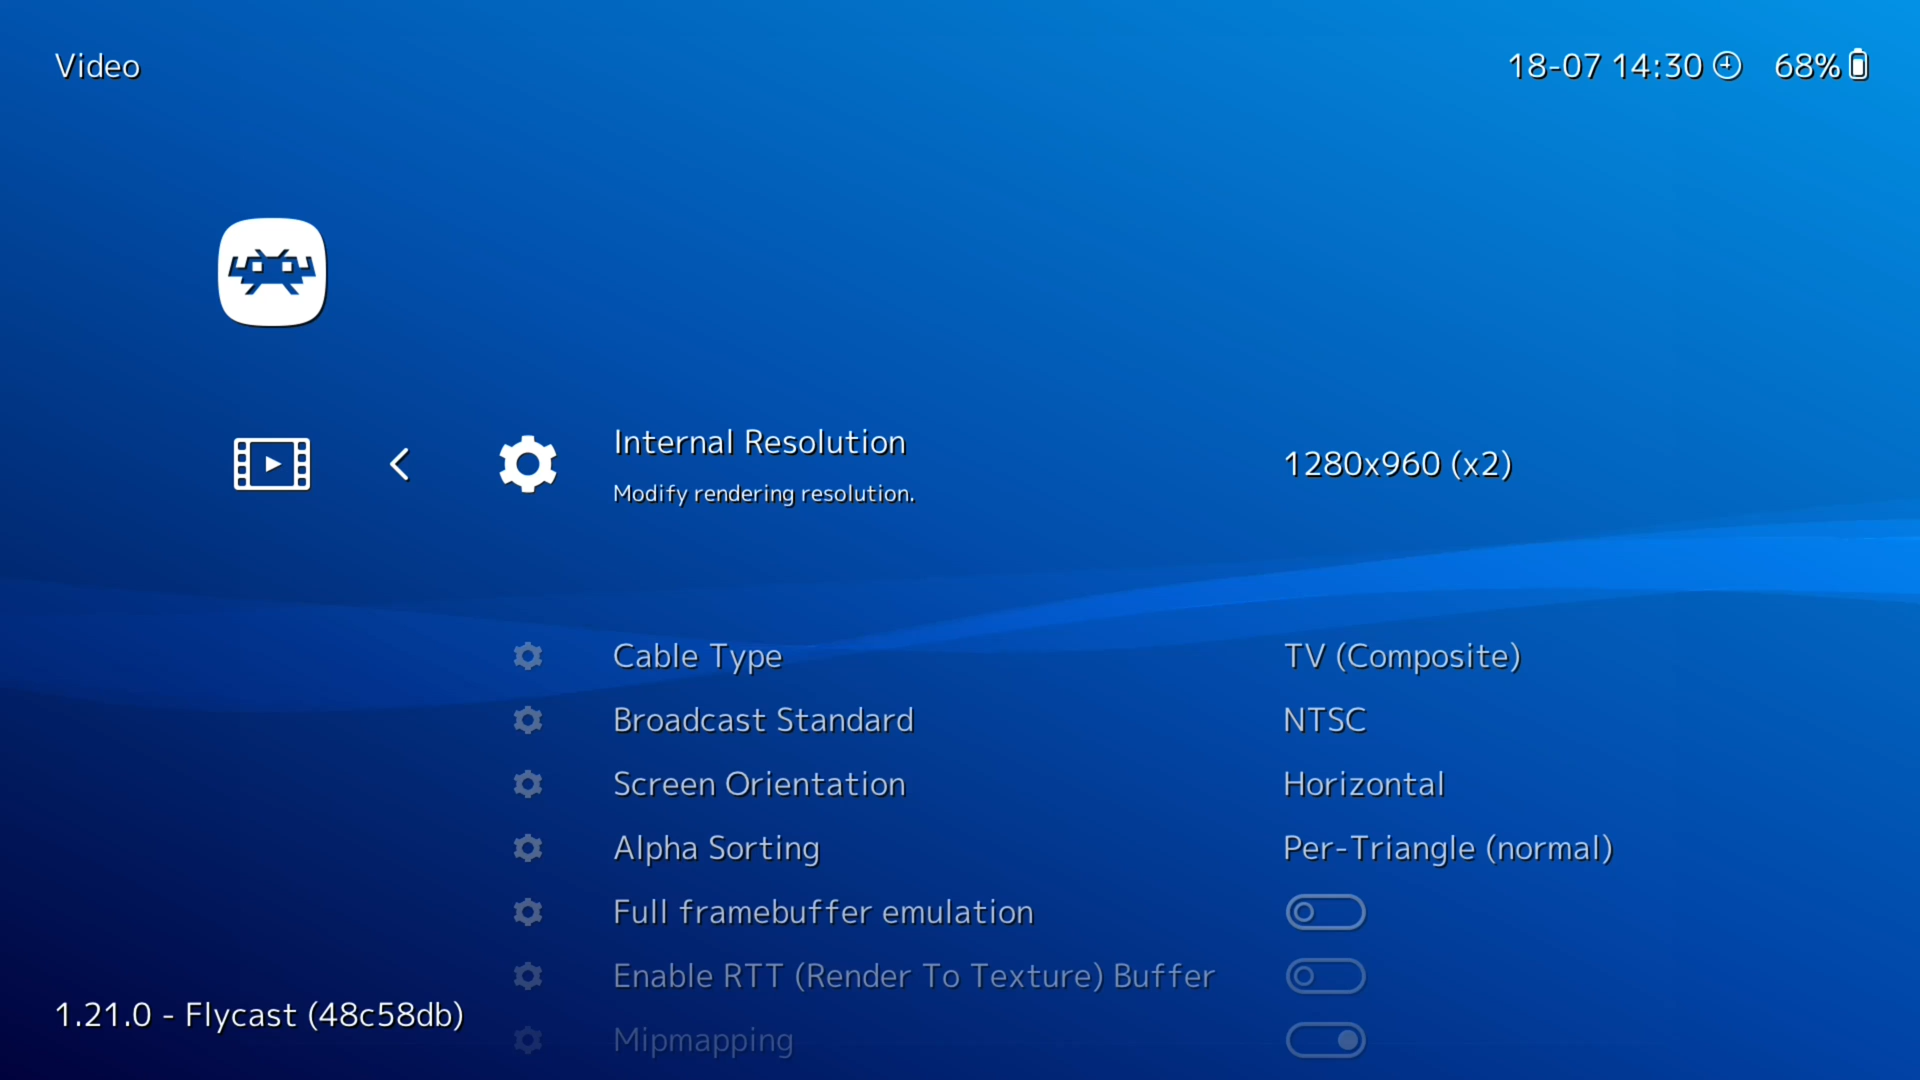 Video
18-07 14:30 68%
Internal Resolution 1280x960 (x2)
Modify rendering resolution.
Cable Type TV (Composite)
Broadcast Standard NTSC
Screen Orientation Horizontal
Alpha Sorting Per-Triangle (normal)
Full framebuffer emulation
Enable RTT (Render To Texture) Buffer
1.21.0 - Flycast (48c58db)
Mipmapping